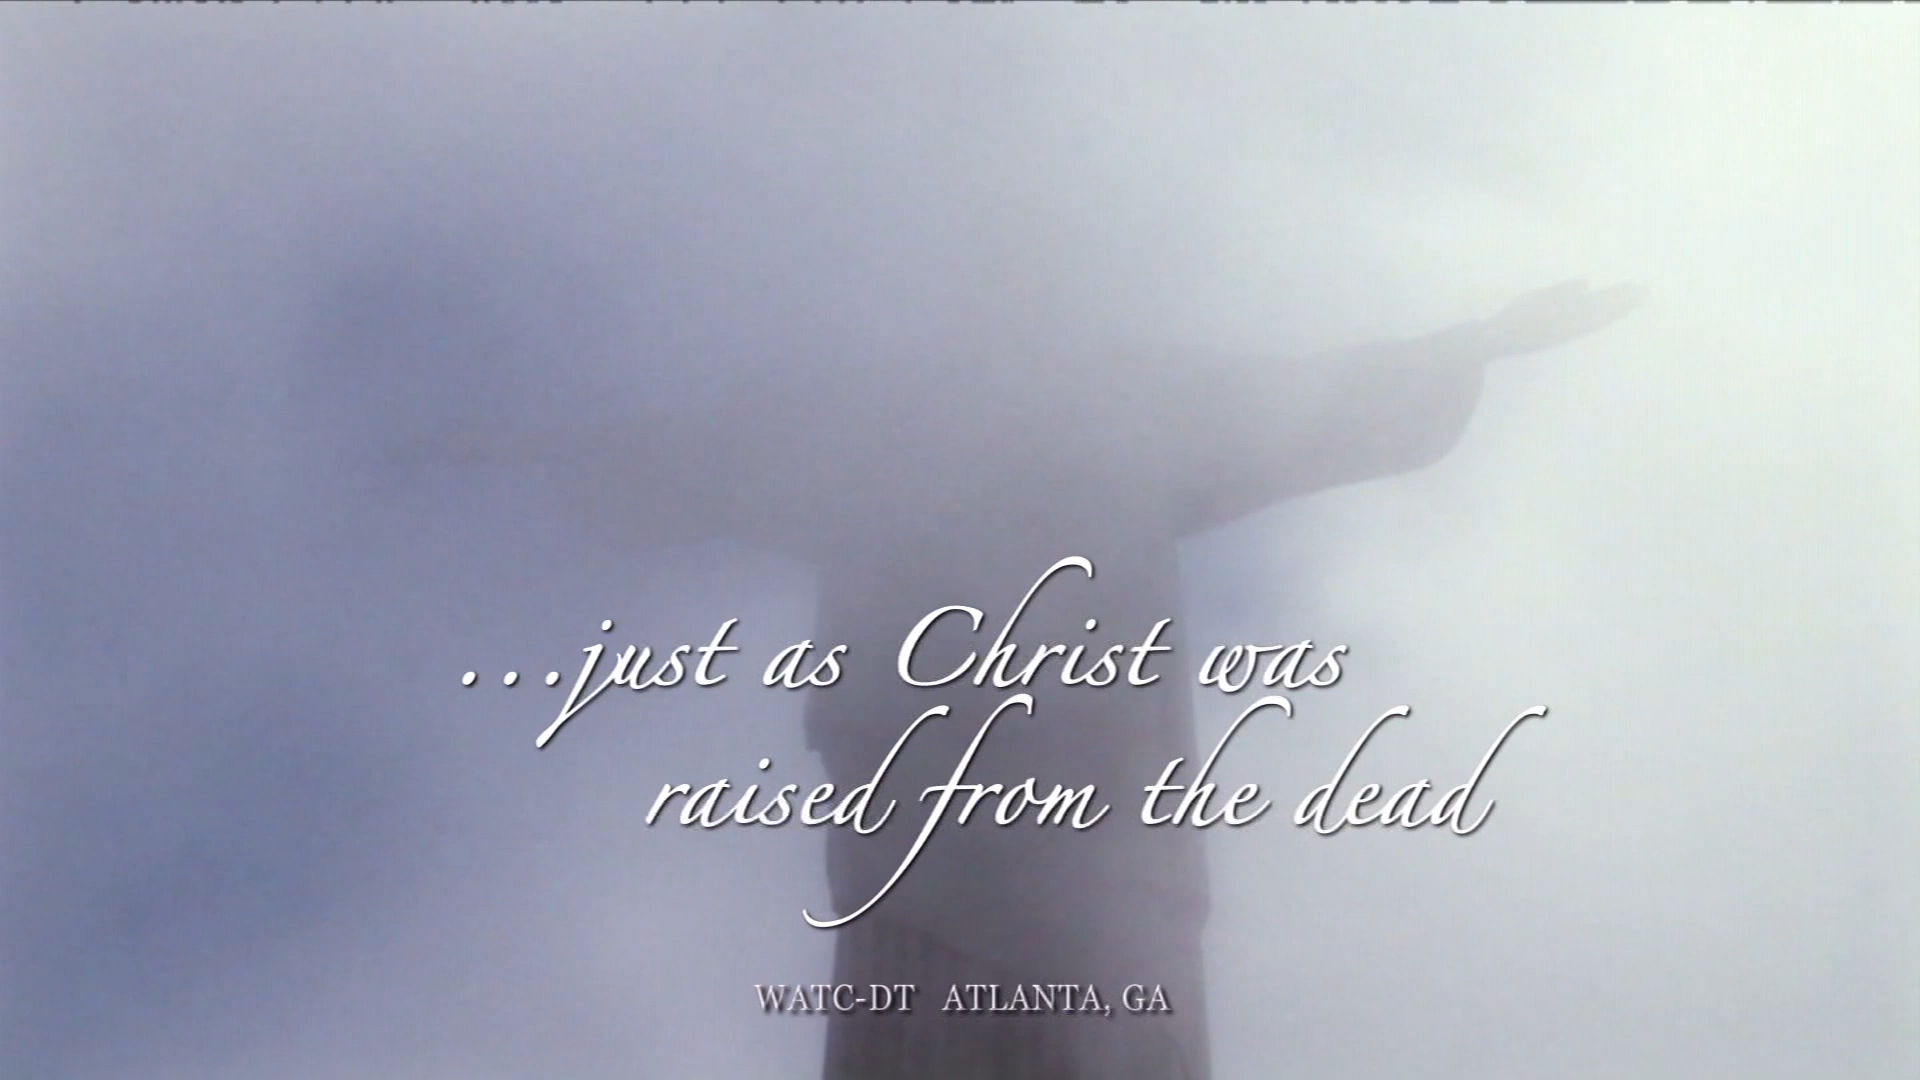 ...just as Christ was
raised from the dead
WATC-DT ATLANTA, GA